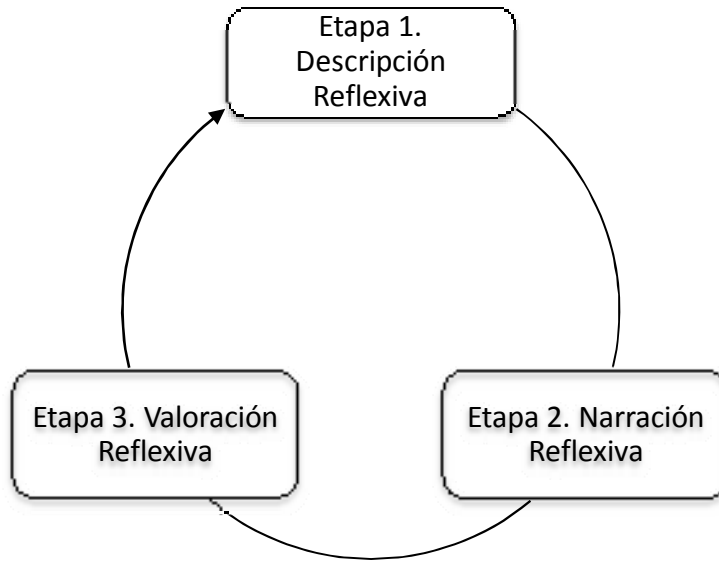 Etapa 1.
Descripción
Reflexiva
Etapa 3. Valoración
Reflexiva
Etapa 2. Narración
Reflexiva